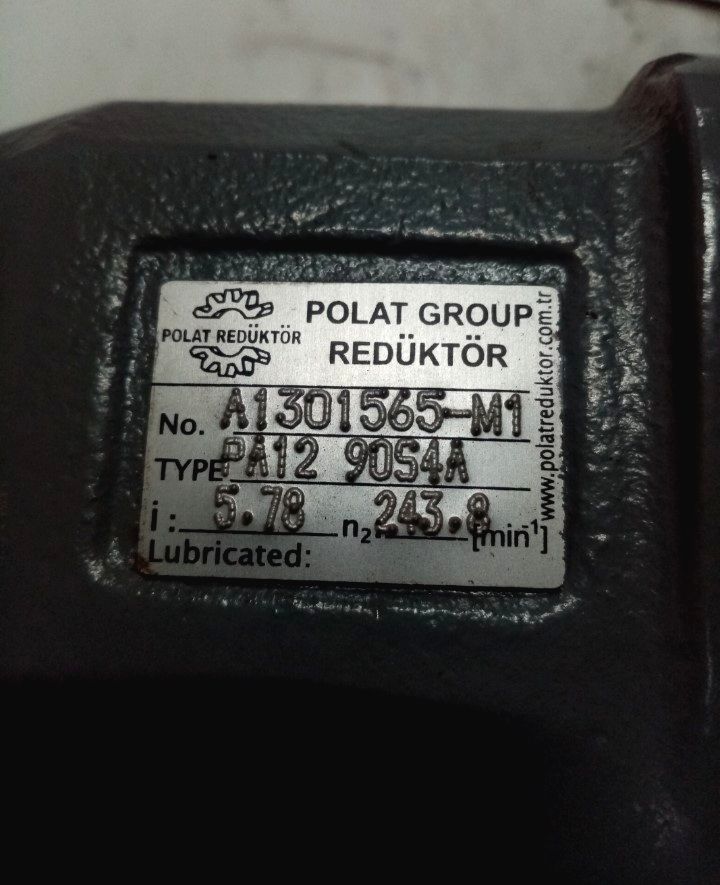 POLAT REDÜKTÖR
POLAT GROUP
REDÜKTÖR
No. A1301565-M1
TYPE PA12 90S4A
i: 5.78 n₂: 243.8 [min⁻¹]
Lubricated:
www.polatreduktor.com.tr